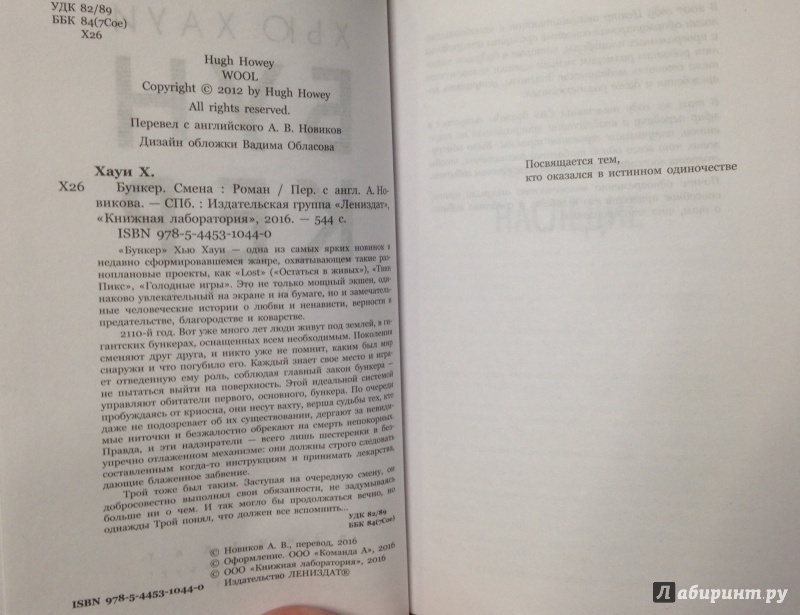 УДК 82/89
ББК 84(7Сое)
Х26
Hugh Howey
WOOL
Copyright © 2012 by Hugh Howey
All rights reserved.
Перевел с английского А. В. Новиков
Дизайн обложки Вадима Обласова
Хауи Х.
Х26 Бункер. Смена : Роман / Пер. с англ. А. Но-
викова. — СПб. : Издательская группа «Лениздат»,
«Книжная лаборатория», 2016. — 544 с.
ISBN 978-5-4453-1044-0
«Бункер» Хью Хауи — одна из самых ярких новинок в
недавно сформировавшемся жанре, охватывающем такие раз-
ноплановые проекты, как «Lost» («Остаться в живых»), «Твин
Пикс», «Голодные игры». Это не только мощный экшен, оди-
наково увлекательный на экране и на бумаге, но и замечатель-
ные человеческие истории о любви и ненависти, верности и
предательстве, благородстве и коварстве.
2110-й год. Вот уже много лет люди живут под землей, в ги-
гантских бункерах, оснащенных всем необходимым. Поколения
сменяют друг друга, и никто уже не помнит, каким был мир
снаружи и что погубило его. Каждый знает свое место и игра-
ет отведенную ему роль, соблюдая главный закон бункера —
не пытаться выйти на поверхность. Этой идеальной системой
управляют обитатели первого, основного, бункера. По очереди
пробуждаясь от криосна, они несут вахту, верша судьбы тех, кто
даже не подозревает об их существовании, дергают за невиди-
мые ниточки и безжалостно обрекают на смерть непокорных.
Правда, и эти надзиратели — всего лишь шестеренки в без-
упречно отлаженном механизме: они должны строго следовать
составленным когда-то инструкциям и принимать лекарства,
дающие блаженное забвение.
Трой тоже был таким. Заступая на очередную смену, он
добросовестно выполнял свои обязанности, не задумываясь
больше ни о чем. И так могло бы продолжаться вечно, но
однажды Трой понял, что должен все вспомнить...
УДК 82/89
ББК 84(7Сое)
© Новиков А. В., перевод, 2016
© Оформление. ООО «Команда А», 2016
© ООО «Книжная лаборатория», 2016
Издательство ЛЕНИЗДАТ®
ISBN 978-5-4453-1044-0
Посвящается тем,
кто оказался в истинном одиночестве
НАСЛЕДИЕ
Лабиринт.ру